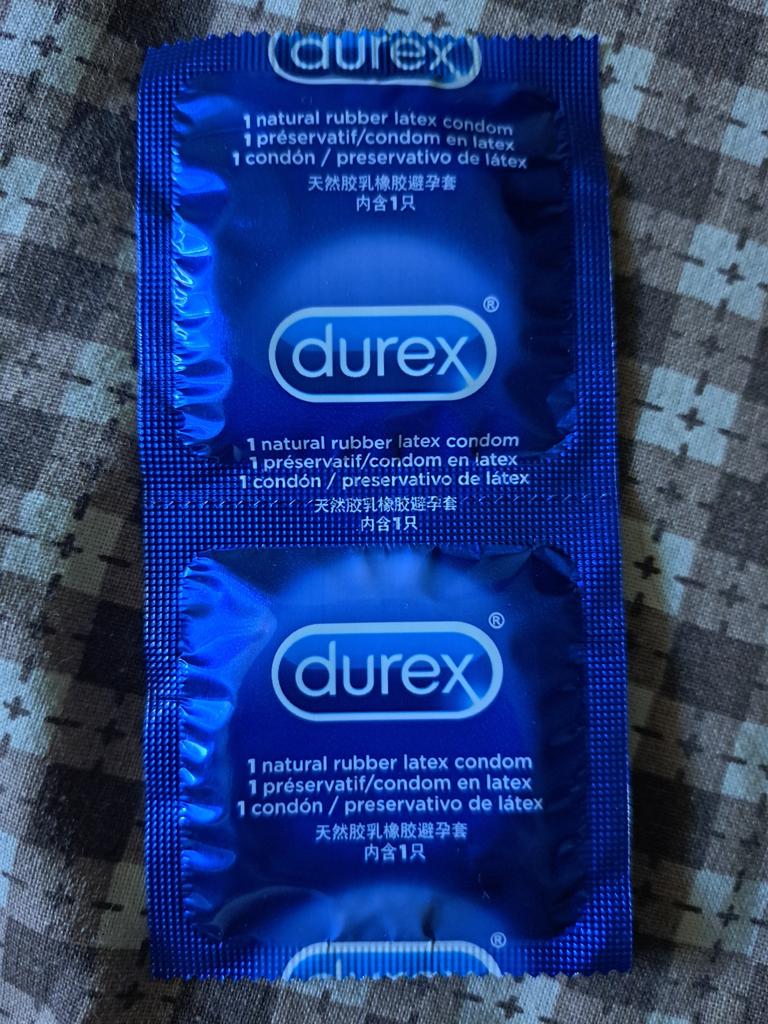 durex
1 natural rubber latex condom
1 préservatif/condom en latex
1 condón / preservativo de látex
天然胶乳橡胶避孕套
内含1只
durex®
1 natural rubber latex condom
1 préservatif/condom en latex
1 condón / preservativo de látex
天然胶乳橡胶避孕套
内含1只
durex®
1 natural rubber latex condom
1 préservatif/condom en latex
1 condón / preservativo de látex
天然胶乳橡胶避孕套
内含1只
durex®